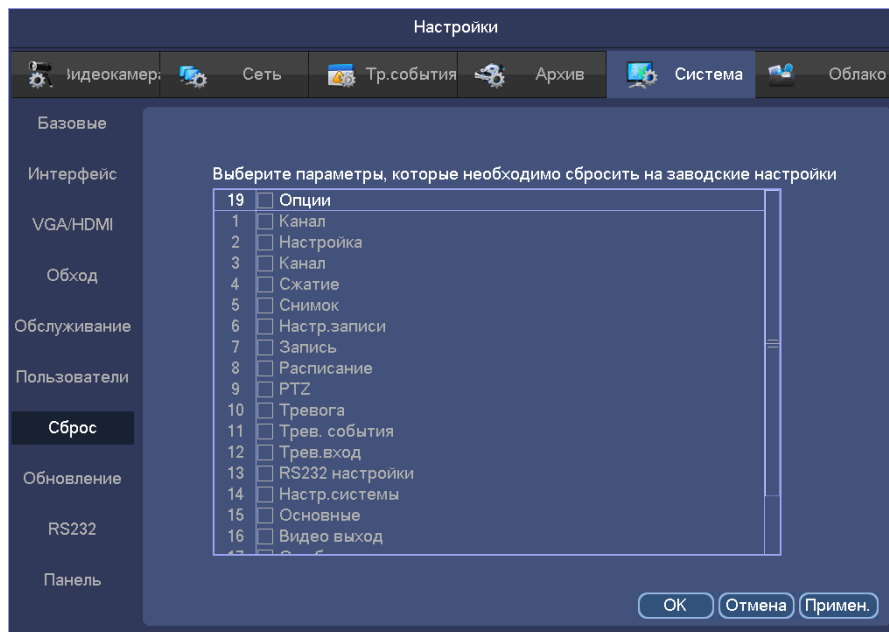 Настройки
Сеть
Тр.события
Архив
Система
Облако
Базовые
Интерфейс
VGA/HDMI
Обход
Обслуживание
Пользователи
Сброс
Обновление
RS232
Панель
Выберите параметры, которые необходимо сбросить на заводские настройки
19 Опции
1 Канал
2 Настройка
3 Канал
4 Сжатие
5 Снимок
6 Настр.записи
7 Запись
8 Расписание
9 PTZ
10 Тревога
11 Трев. события
12 Трев.вход
13 RS232 настройки
14 Настр.системы
15 Основные
16 Видео выход
OK
Отмена
Примен.